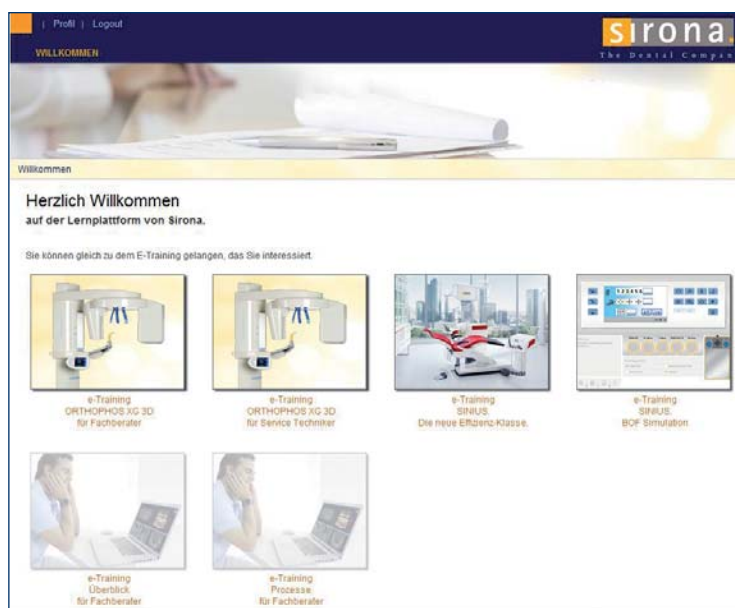 | Profil | Logout
WILLKOMMEN
sirona.
The Dental Compan
Willkommen
Herzlich Willkommen
auf der Lernplattform von Sirona.
Sie können gleich zu dem E-Training gelangen, das Sie interessiert.
e-Training
ORTHOPHOS XG 3D
für Fachberater
e-Training
ORTHOPHOS XG 3D
für Service Techniker
e-Training
SINIUS.
Die neue Effizienz-Klasse.
e-Training
SINIUS.
BOF Simulation
e-Training
Überblick
für Fachberater
e-Training
Prozesse
für Fachberater